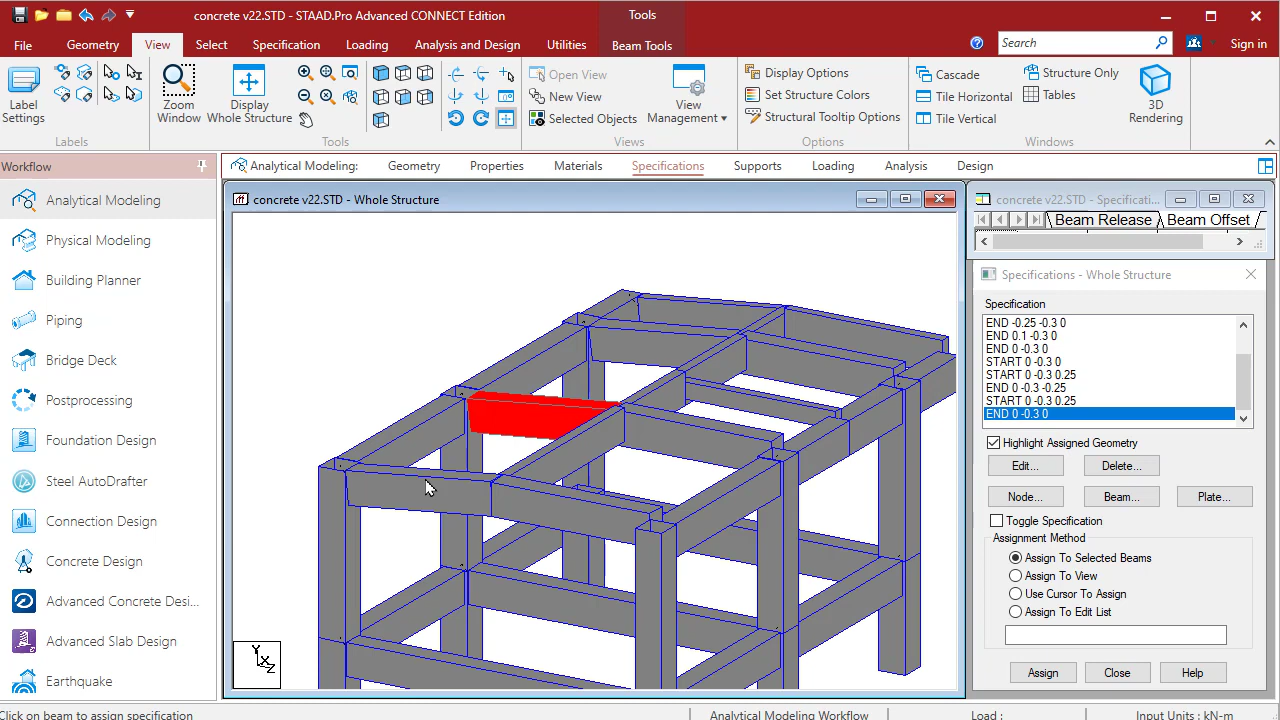 concrete v22.STD - STAAD.Pro Advanced CONNECT Edition
Tools
File
Geometry
View
Select
Specification
Loading
Analysis and Design
Utilities
Beam Tools
Search
Sign in
Label Settings
Labels
Zoom Window
Display Whole Structure
Tools
Open View
New View
Selected Objects
View Management
Views
Display Options
Set Structure Colors
Structural Tooltip Options
Options
Cascade
Tile Horizontal
Tile Vertical
Structure Only
Tables
3D Rendering
Windows
Workflow
Analytical Modeling:
Geometry
Properties
Materials
Specifications
Supports
Loading
Analysis
Design
Analytical Modeling
Physical Modeling
Building Planner
Piping
Bridge Deck
Postprocessing
Foundation Design
Steel AutoDrafter
Connection Design
Concrete Design
Advanced Concrete Desi...
Advanced Slab Design
Earthquake
concrete v22.STD - Whole Structure
Y
X
Z
concrete v22.STD - Specificati...
Beam Release
Beam Offset
Specifications - Whole Structure
Specification
END -0.25 -0.3 0
END 0.1 -0.3 0
END 0 -0.3 0
START 0 -0.3 0
START 0 -0.3 0.25
END 0 -0.3 -0.25
START 0 -0.3 0.25
END 0 -0.3 0
Highlight Assigned Geometry
Edit...
Delete...
Node...
Beam...
Plate...
Toggle Specification
Assignment Method
Assign To Selected Beams
Assign To View
Use Cursor To Assign
Assign To Edit List
Assign
Close
Help
Click on beam to assign specification
Analytical Modeling Workflow
Load :
Input Units : kN-m